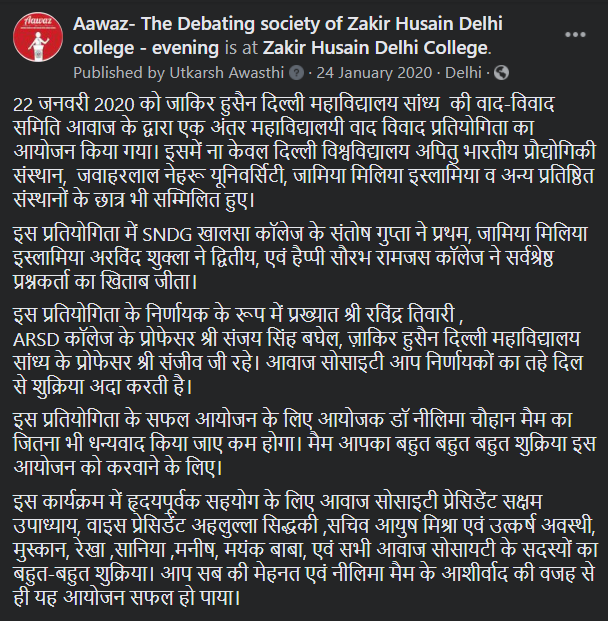 Aawaz
Aawaz- The Debating society of Zakir Husain Delhi
college - evening is at Zakir Husain Delhi College.
Published by Utkarsh Awasthi · 24 January 2020 · Delhi ·
22 जनवरी 2020 को जाकिर हुसैन दिल्ली महाविद्यालय सांध्य की वाद-विवाद
समिति आवाज के द्वारा एक अंतर महाविद्यालयी वाद विवाद प्रतियोगिता का
आयोजन किया गया। इसमें ना केवल दिल्ली विश्वविद्यालय अपितु भारतीय प्रौद्योगिकी
संस्थान, जवाहरलाल नेहरू यूनिवर्सिटी, जामिया मिलिया इस्लामिया व अन्य प्रतिष्ठित
संस्थानों के छात्र भी सम्मिलित हुए।
इस प्रतियोगिता में SNDG खालसा कॉलेज के संतोष गुप्ता ने प्रथम, जामिया मिलिया
इस्लामिया अरविंद शुक्ला ने द्वितीय, एवं हैप्पी सौरभ रामजस कॉलेज ने सर्वश्रेष्ठ
प्रश्नकर्ता का खिताब जीता।
इस प्रतियोगिता के निर्णायक के रूप में प्रख्यात श्री रविंद्र तिवारी ,
ARSD कॉलेज के प्रोफेसर श्री संजय सिंह बघेल, ज़ाकिर हुसैन दिल्ली महाविद्यालय
सांध्य के प्रोफेसर श्री संजीव जी रहे। आवाज सोसाइटी आप निर्णायकों का तहे दिल
से शुक्रिया अदा करती है।
इस प्रतियोगिता के सफल आयोजन के लिए आयोजक डॉ नीलिमा चौहान मैम का
जितना भी धन्यवाद किया जाए कम होगा। मैम आपका बहुत बहुत बहुत शुक्रिया इस
आयोजन को करवाने के लिए।
इस कार्यक्रम में हृदयपूर्वक सहयोग के लिए आवाज सोसाइटी प्रेसिडेंट सक्षम
उपाध्याय, वाइस प्रेसिडेंट अहलुल्ला सिद्धकी ,सचिव आयुष मिश्रा एवं उत्कर्ष अवस्थी,
मुस्कान, रेखा ,सानिया ,मनीष, मयंक बाबा, एवं सभी आवाज सोसायटी के सदस्यों का
बहुत-बहुत शुक्रिया। आप सब की मेहनत एवं नीलिमा मैम के आशीर्वाद की वजह से
ही यह आयोजन सफल हो पाया।